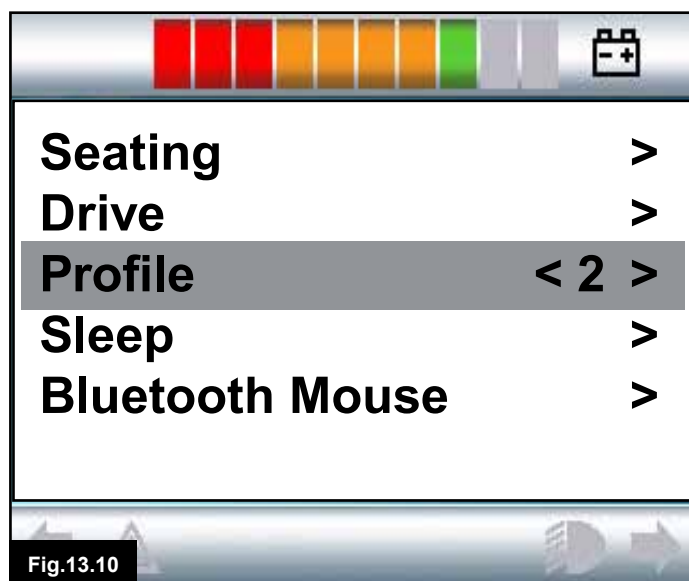 Seating >
Drive >
Profile < 2 >
Sleep >
Bluetooth Mouse >
Fig.13.10